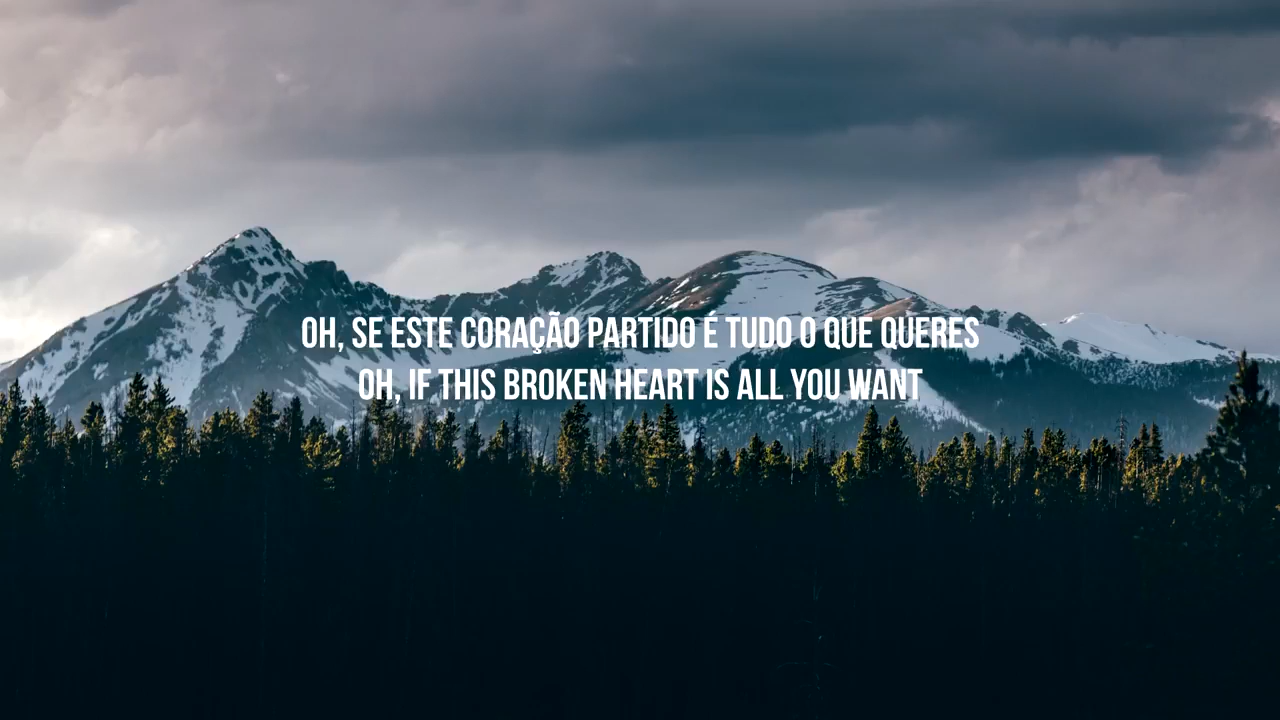 OH, SE ESTE CORAÇÃO PARTIDO É TUDO O QUE QUERES
OH, IF THIS BROKEN HEART IS ALL YOU WANT